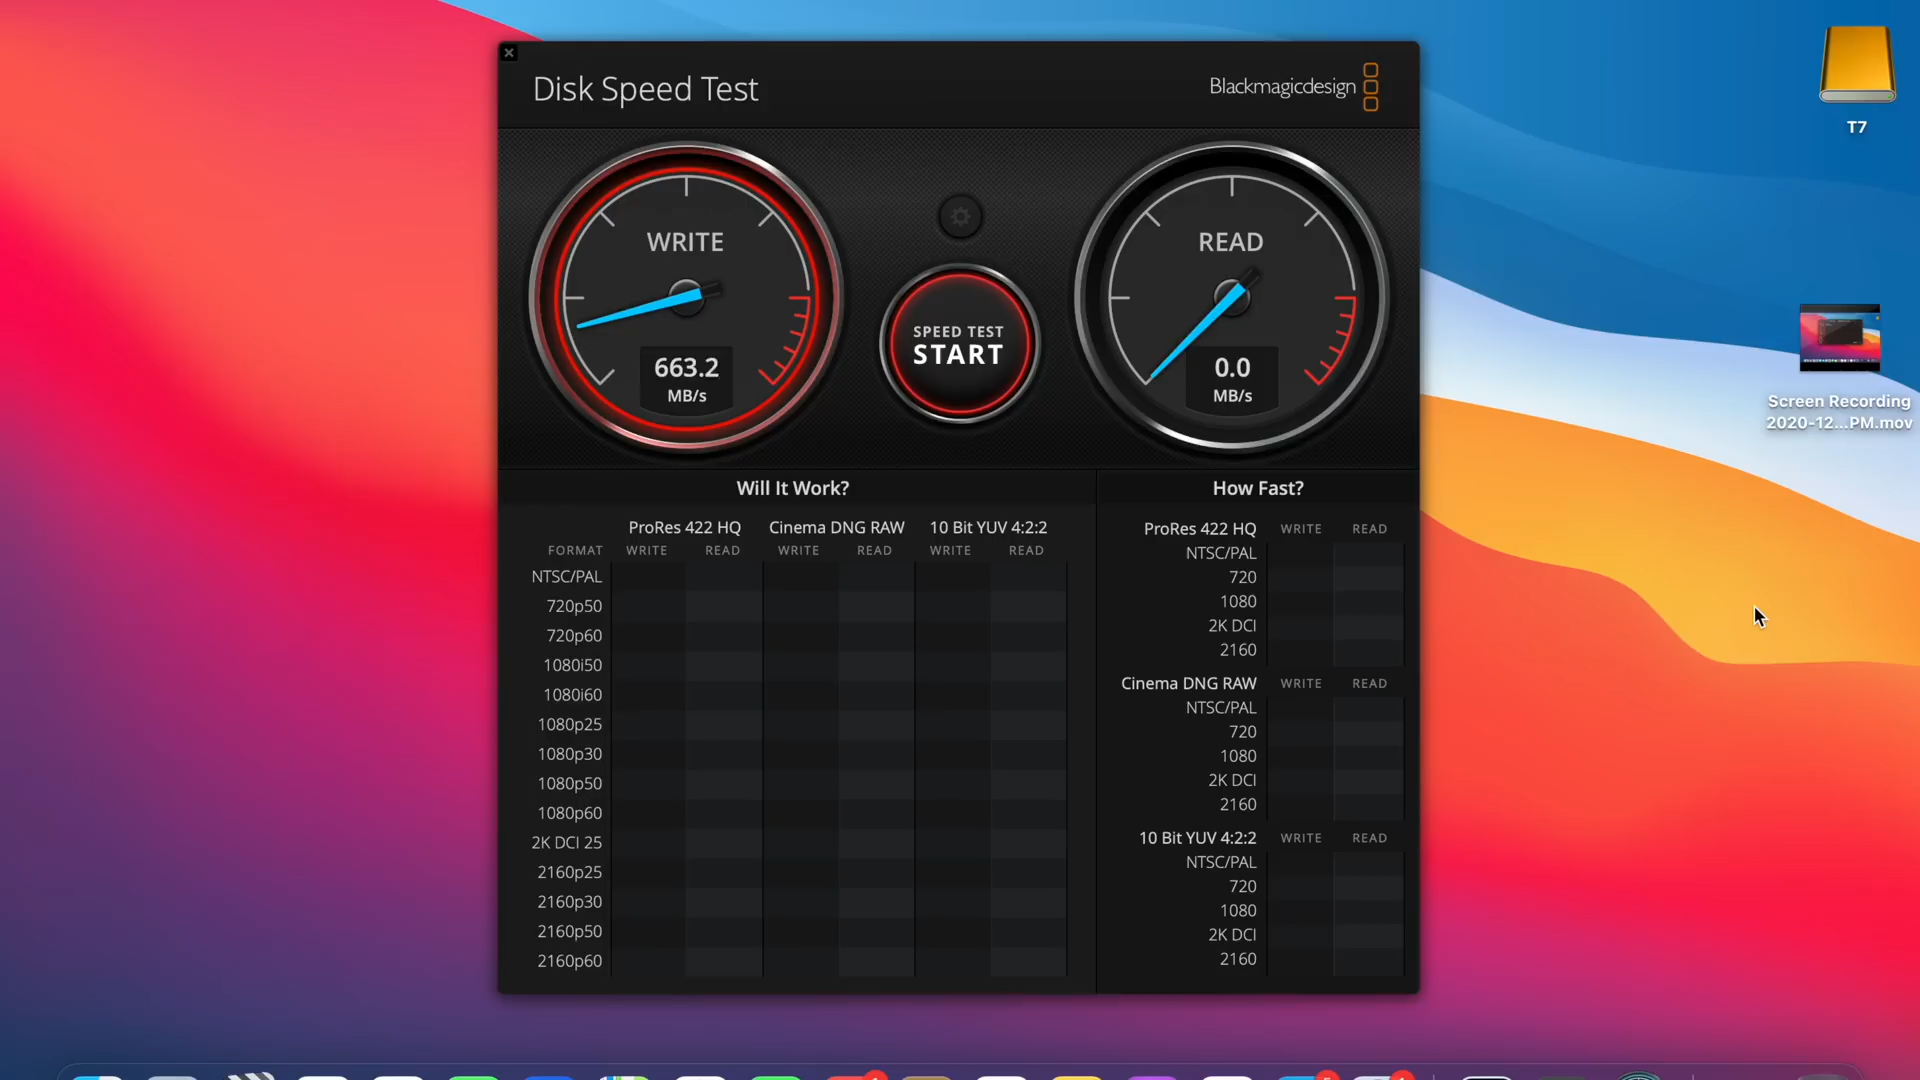 Disk Speed Test
Blackmagicdesign
T7
WRITE
663.2
MB/s
SPEED TEST
START
READ
0.0
MB/s
Screen Recording
2020-12...PM.mov
Will It Work?
ProRes 422 HQ Cinema DNG RAW 10 Bit YUV 4:2:2
FORMAT WRITE READ WRITE READ WRITE READ
NTSC/PAL
720p50
720p60
1080i50
1080i60
1080p25
1080p30
1080p50
1080p60
2K DCI 25
2160p25
2160p30
2160p50
2160p60
How Fast?
ProRes 422 HQ WRITE READ
NTSC/PAL
720
1080
2K DCI
2160
Cinema DNG RAW WRITE READ
NTSC/PAL
720
1080
2K DCI
2160
10 Bit YUV 4:2:2 WRITE READ
NTSC/PAL
720
1080
2K DCI
2160